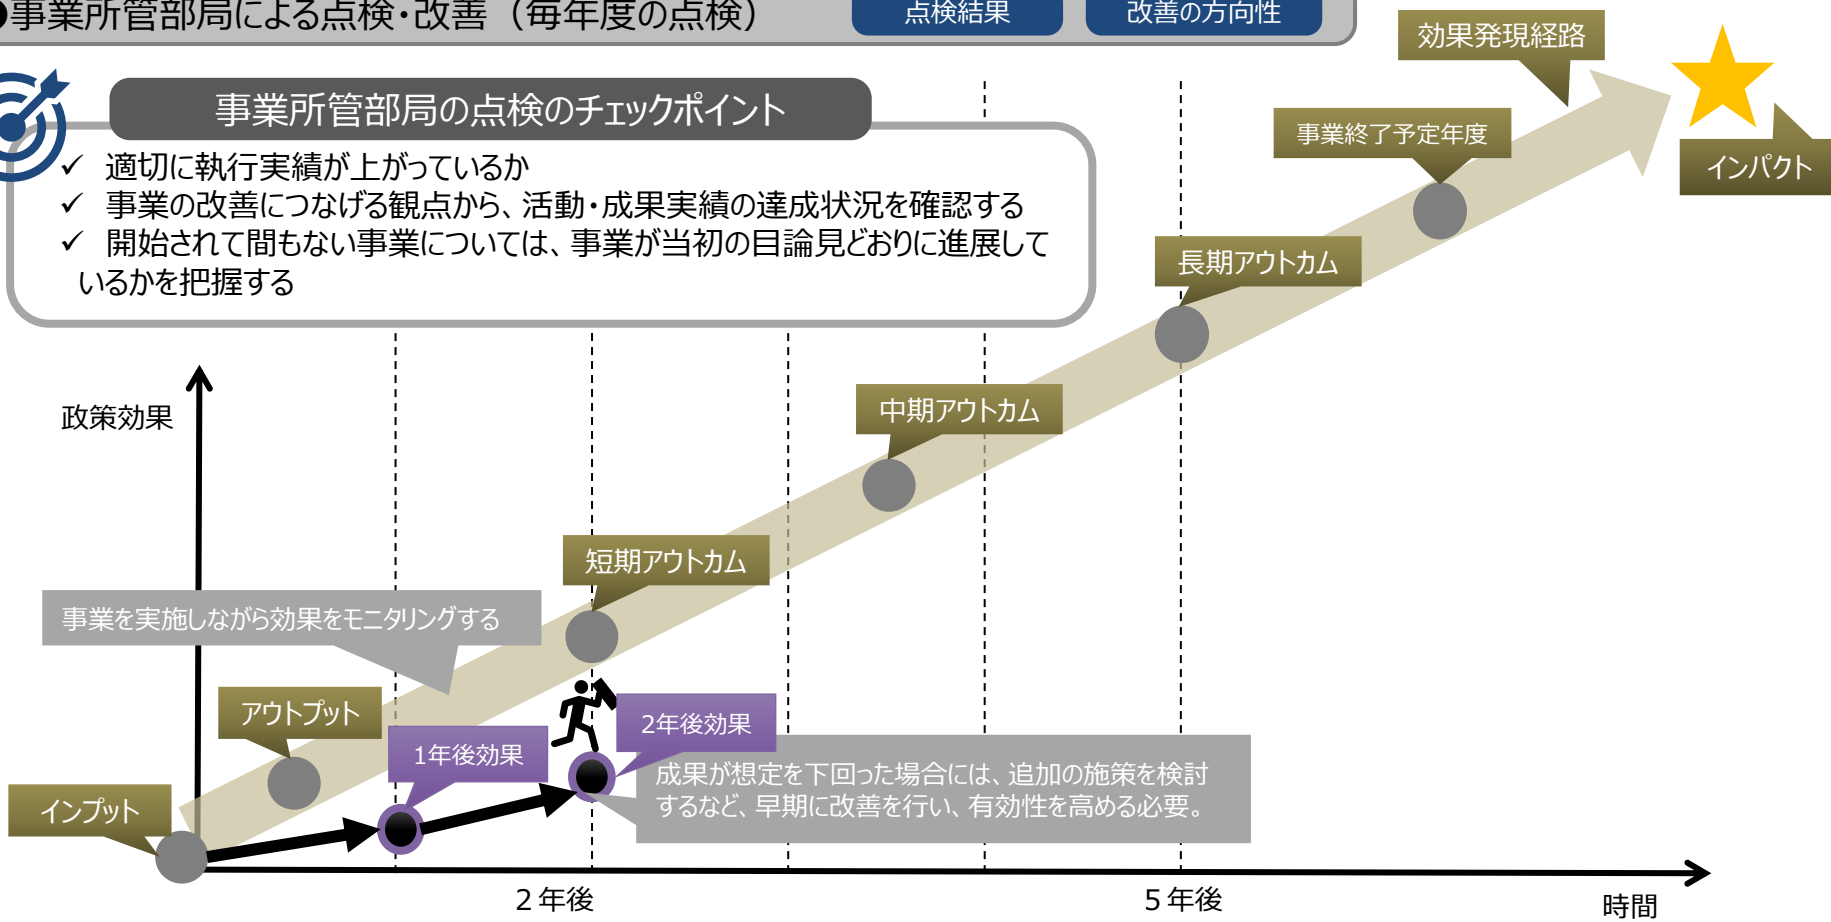 ●事業所管部局による点検・改善（毎年度の点検）
点検結果
改善の方向性
効果発現経路
事業所管部局の点検のチェックポイント
事業終了予定年度
インパクト
✓ 適切に執行実績が上がっているか
✓ 事業の改善につなげる観点から、活動・成果実績の達成状況を確認する
✓ 開始されて間もない事業については、事業が当初の目論見どおりに進展して
いるかを把握する
長期アウトカム
政策効果
中期アウトカム
短期アウトカム
事業を実施しながら効果をモニタリングする
アウトプット
1年後効果
2年後効果
成果が想定を下回った場合には、追加の施策を検討
するなど、早期に改善を行い、有効性を高める必要。
インプット
２年後
５年後
時間